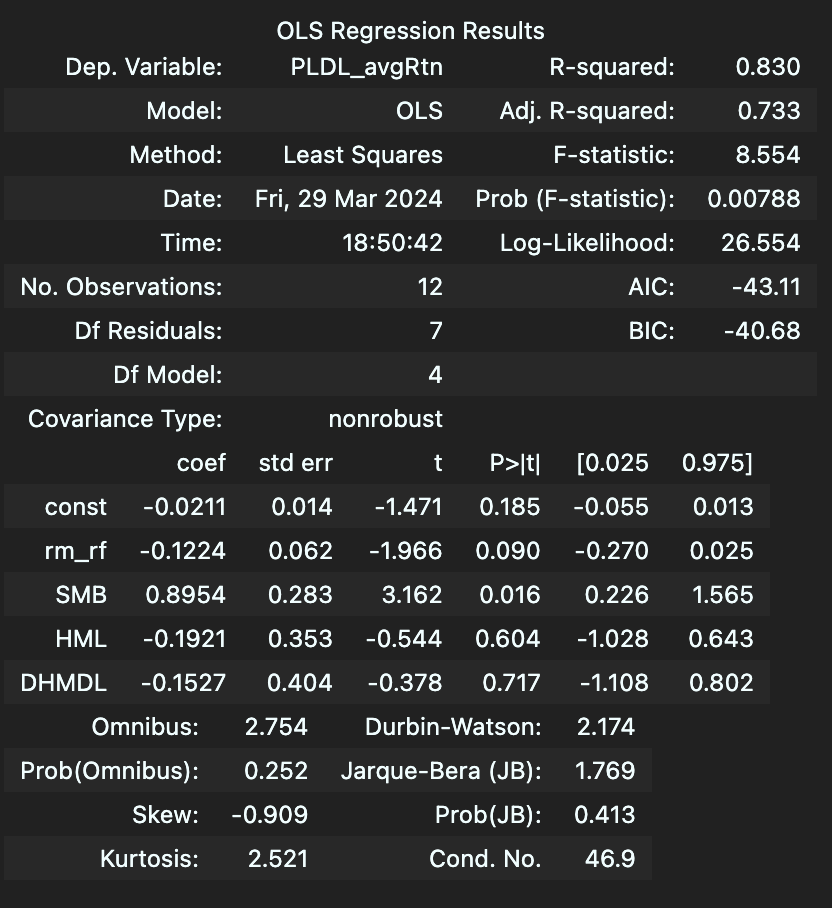 OLS Regression Results
Dep. Variable: PLDL_avgRtn R-squared: 0.830
Model: OLS Adj. R-squared: 0.733
Method: Least Squares F-statistic: 8.554
Date: Fri, 29 Mar 2024 Prob (F-statistic): 0.00788
Time: 18:50:42 Log-Likelihood: 26.554
No. Observations: 12 AIC: -43.11
Df Residuals: 7 BIC: -40.68
Df Model: 4
Covariance Type: nonrobust
coef std err t P>|t| [0.025 0.975]
const -0.0211 0.014 -1.471 0.185 -0.055 0.013
rm_rf -0.1224 0.062 -1.966 0.090 -0.270 0.025
SMB 0.8954 0.283 3.162 0.016 0.226 1.565
HML -0.1921 0.353 -0.544 0.604 -1.028 0.643
DHMDL -0.1527 0.404 -0.378 0.717 -1.108 0.802
Omnibus: 2.754 Durbin-Watson: 2.174
Prob(Omnibus): 0.252 Jarque-Bera (JB): 1.769
Skew: -0.909 Prob(JB): 0.413
Kurtosis: 2.521 Cond. No. 46.9